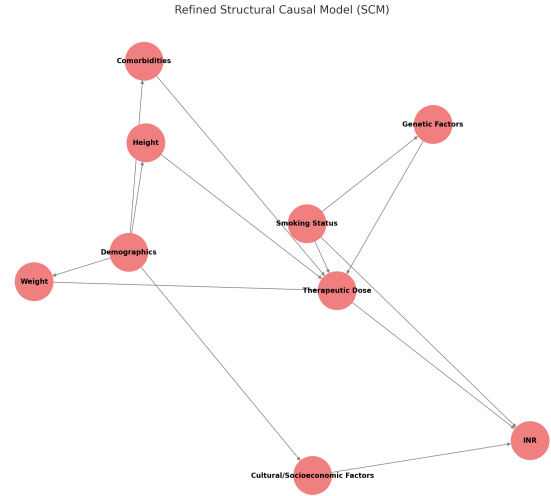 Refined Structural Causal Model (SCM)
Comorbidities
Genetic Factors
Height
Smoking Status
Demographics
Weight
Therapeutic Dose
INR
Cultural/Socioeconomic Factors